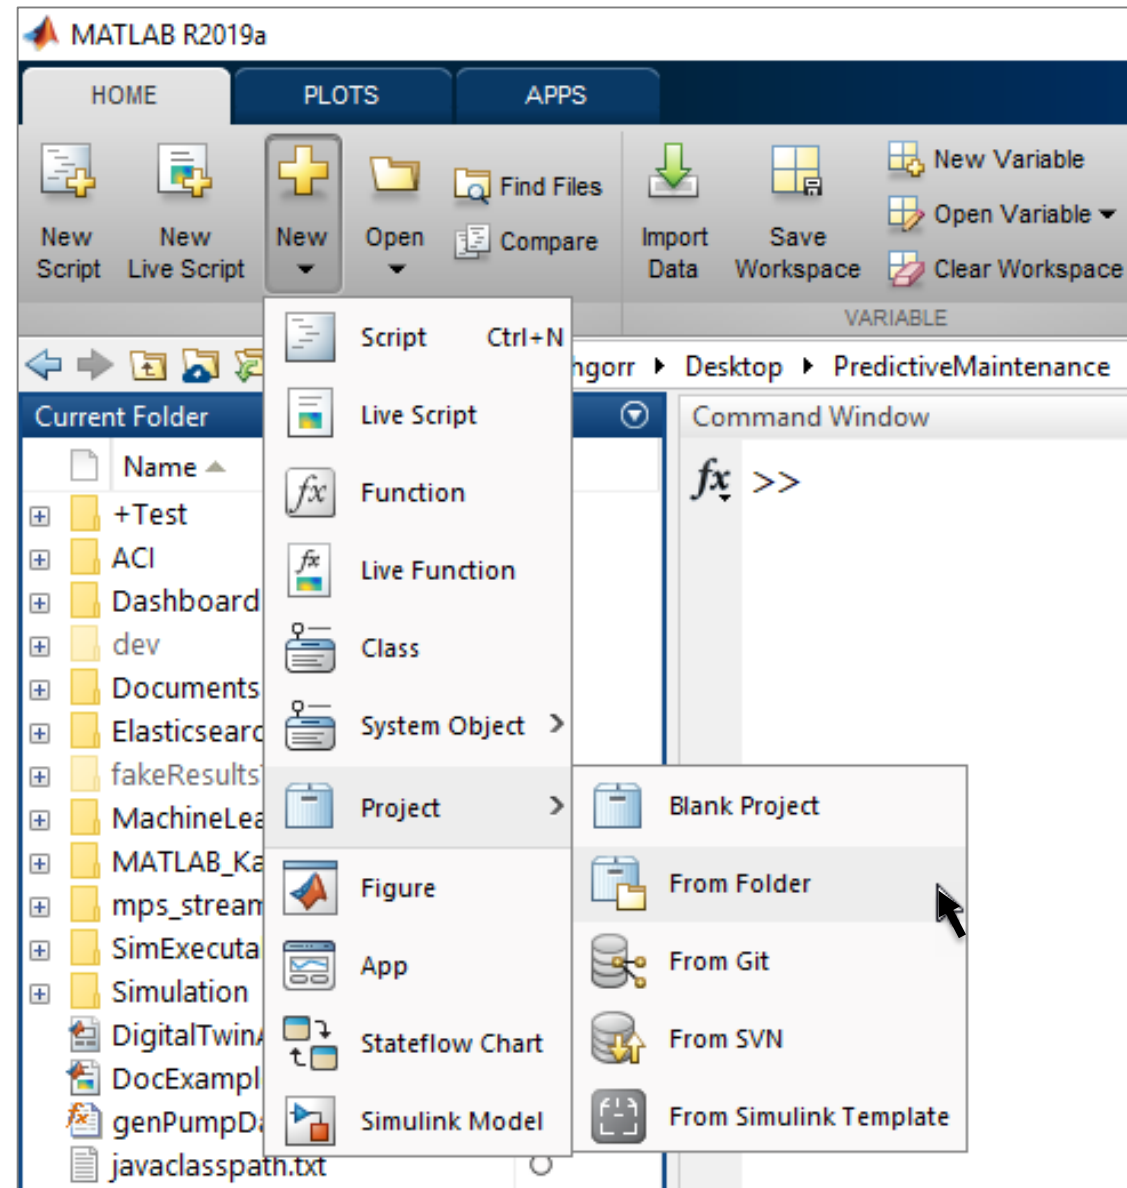 MATLAB R2019a
HOME PLOTS APPS
New Script
New Live Script
New
Open
Find Files
Compare
Import Data
Save Workspace
New Variable
Open Variable
Clear Workspace
VARIABLE
hgorr Desktop PredictiveMaintenance
Current Folder
Name
+Test
ACI
Dashboard
dev
Documents
Elasticsearc
fakeResults
MachineLea
MATLAB_Ka
mps_stream
SimExecuta
Simulation
DigitalTwin
DocExampl
genPumpDa
javaclasspath.txt
Script Ctrl+N
Live Script
Function
Live Function
Class
System Object
Project
Figure
App
Stateflow Chart
Simulink Model
Blank Project
From Folder
From Git
From SVN
From Simulink Template
Command Window
fx >>